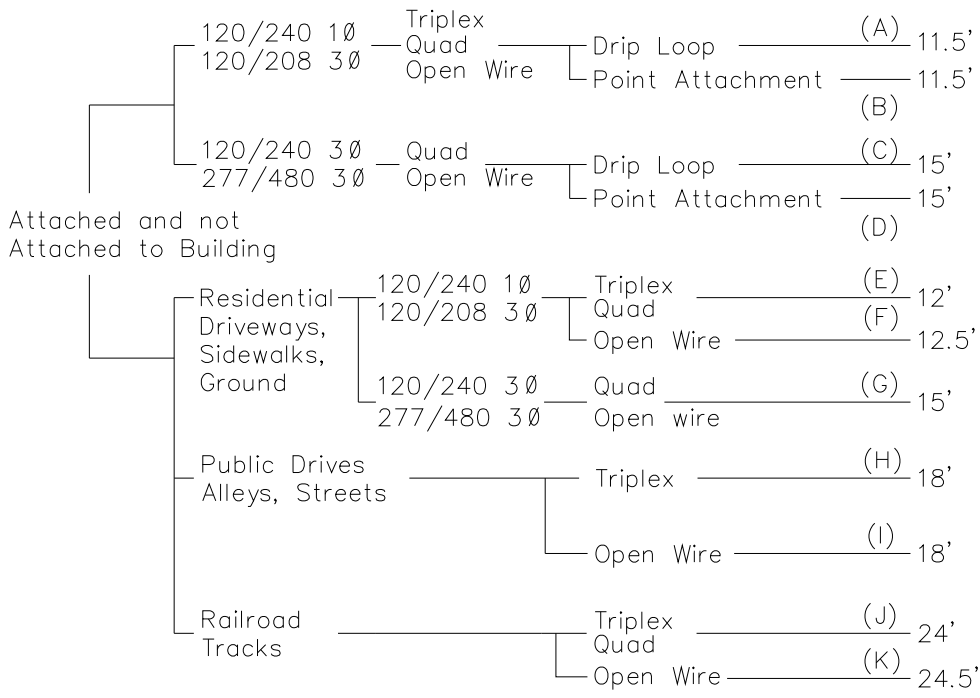 120/240 1Ø
120/208 3Ø
Triplex
Quad
Open Wire
Drip Loop
(A)
11.5'
Point Attachment
11.5'
(B)
120/240 3Ø
277/480 3Ø
Quad
Open Wire
Drip Loop
(C)
15'
Point Attachment
15'
(D)
Attached and not
Attached to Building
Residential
Driveways,
Sidewalks,
Ground
120/240 1Ø
120/208 3Ø
Triplex
Quad
(E)
12'
(F)
Open Wire
12.5'
120/240 3Ø
277/480 3Ø
Quad
Open wire
(G)
15'
Public Drives
Alleys, Streets
Triplex
(H)
18'
Open Wire
(I)
18'
Railroad
Tracks
Triplex
Quad
(J)
24'
Open Wire
(K)
24.5'